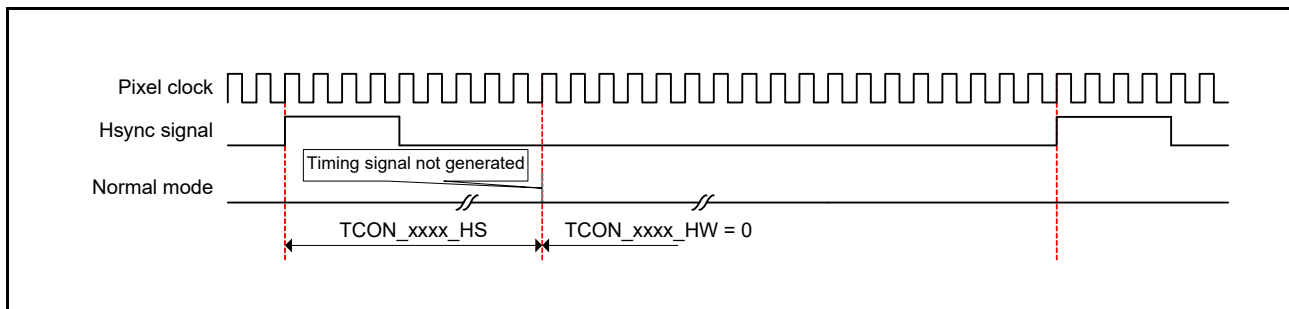 Pixel clock
Hsync signal
Timing signal not generated
Normal mode
TCON_xxxx_HS
TCON_xxxx_HW = 0